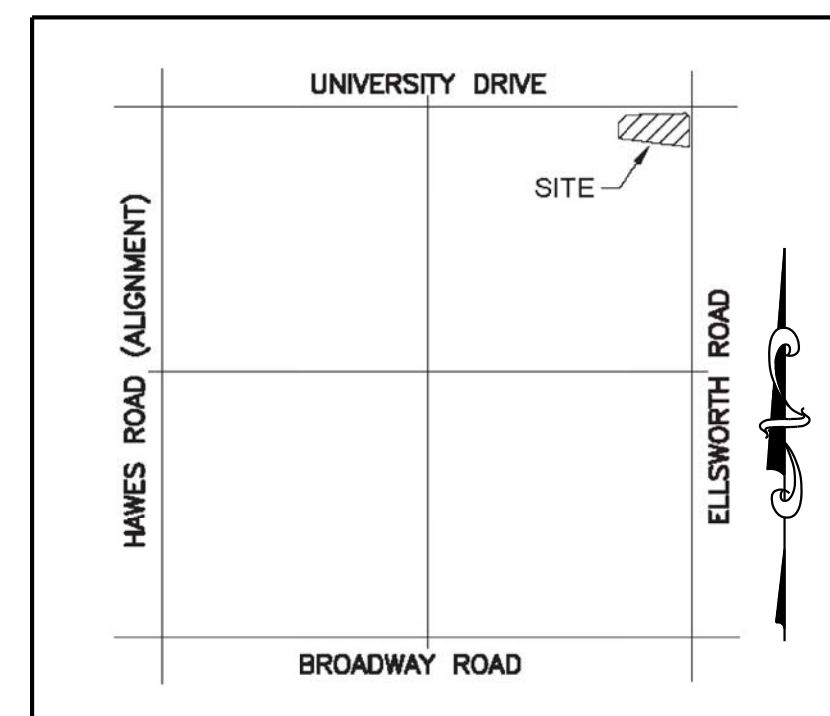 UNIVERSITY DRIVE
SITE
HAWES ROAD (ALIGNMENT)
ELLSWORTH ROAD
BROADWAY ROAD